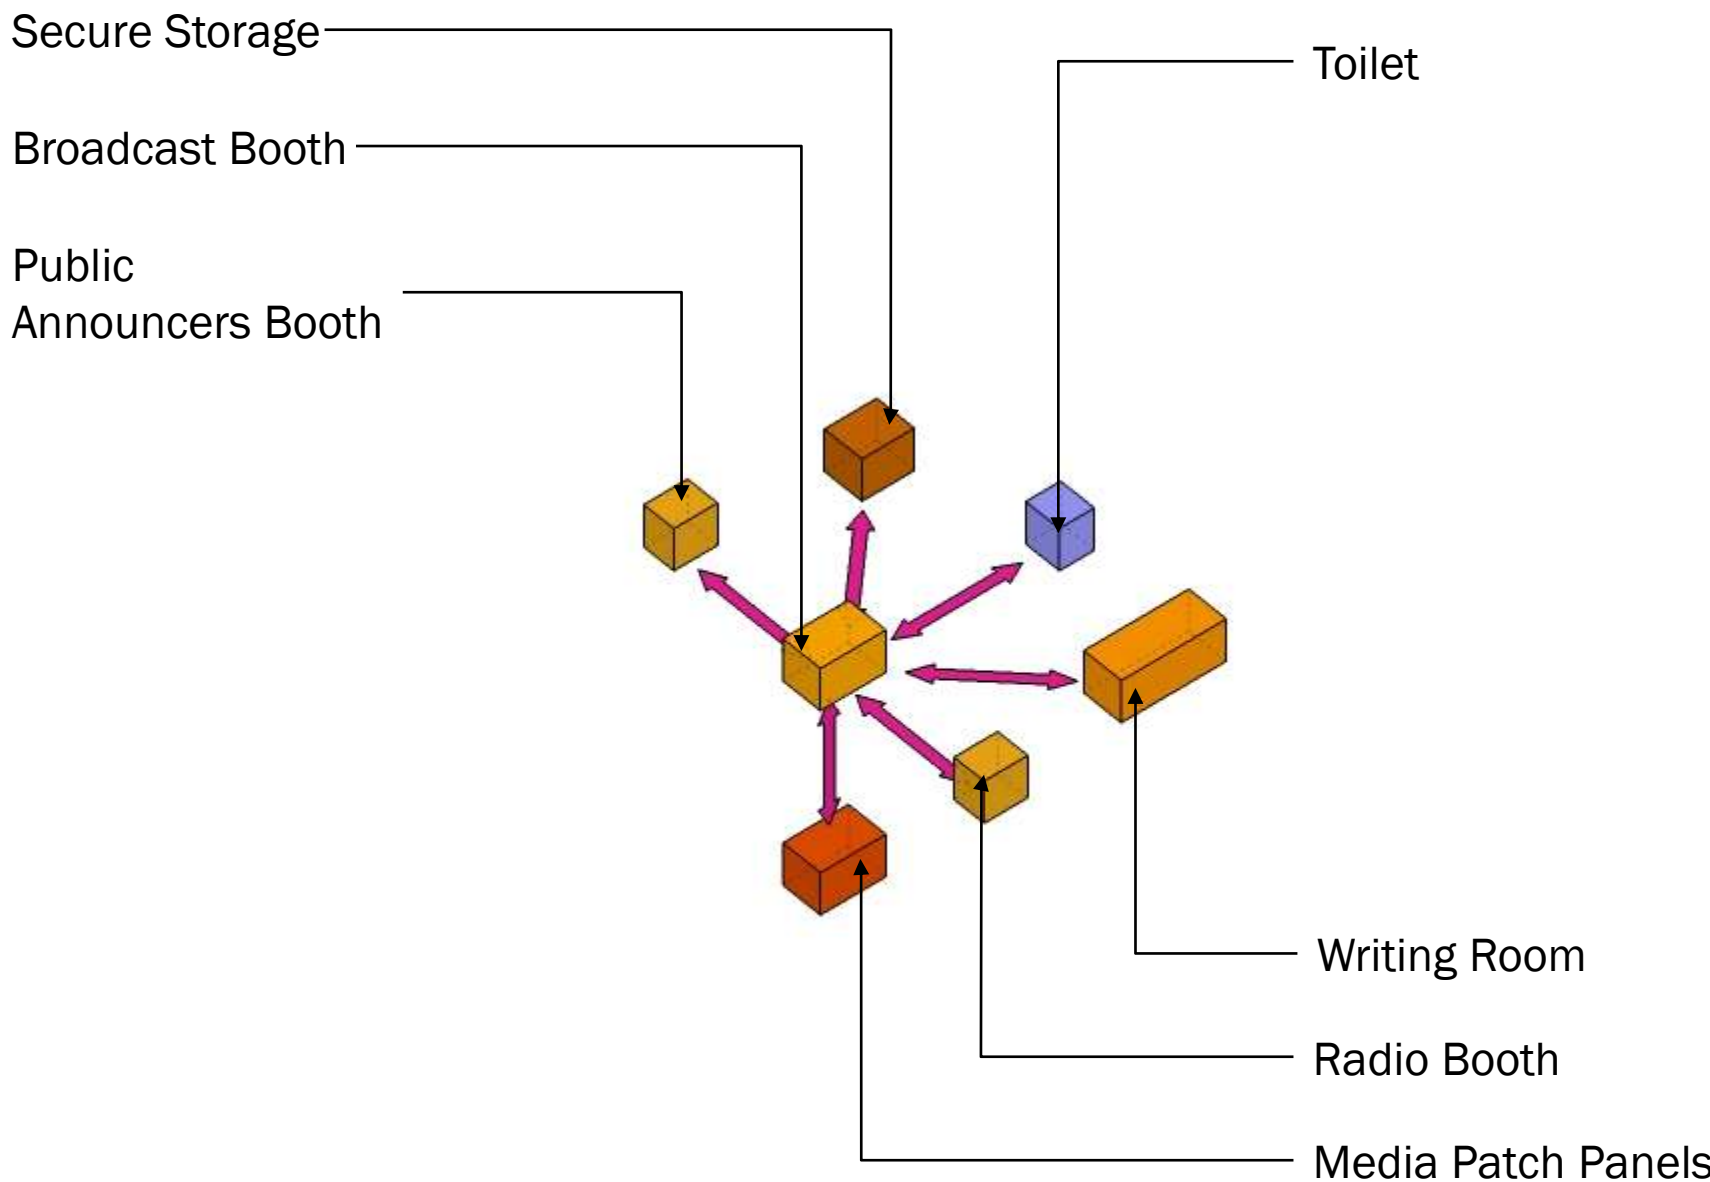 Secure Storage
Toilet
Broadcast Booth
Public
Announcers Booth
Writing Room
Radio Booth
Media Patch Panels